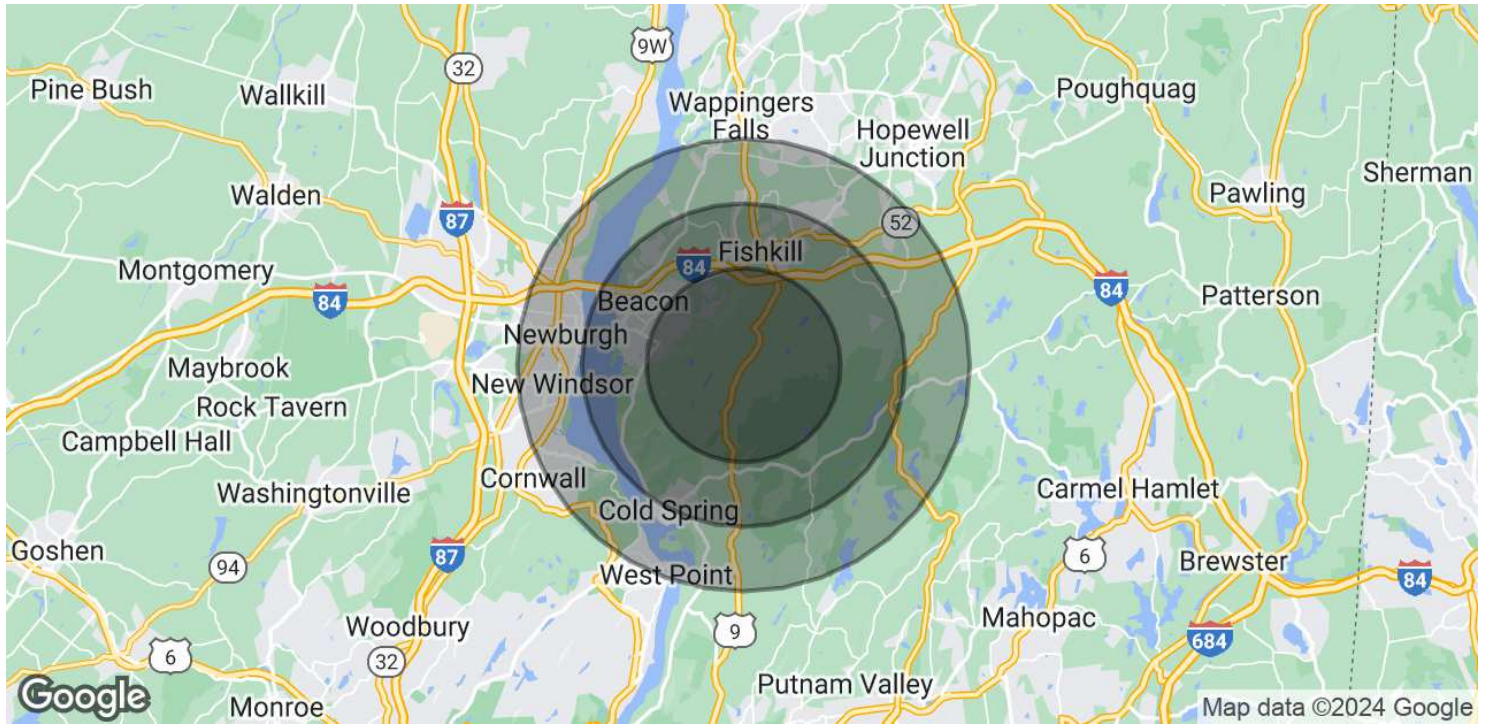 9W
32
Pine Bush
Wallkill
Wappingers
Falls
Poughquag
Hopewell
Junction
Sherman
Walden
Pawling
87
52
Fishkill
Montgomery
84
84
84
Beacon
Patterson
Newburgh
Maybrook
New Windsor
Rock Tavern
Campbell Hall
Cornwall
Washingtonville
Carmel Hamlet
Cold Spring
Goshen
87
94
6
Brewster
84
West Point
Woodbury
Mahopac
9
684
32
6
Putnam Valley
Google
Monroe
Map data ©2024 Google